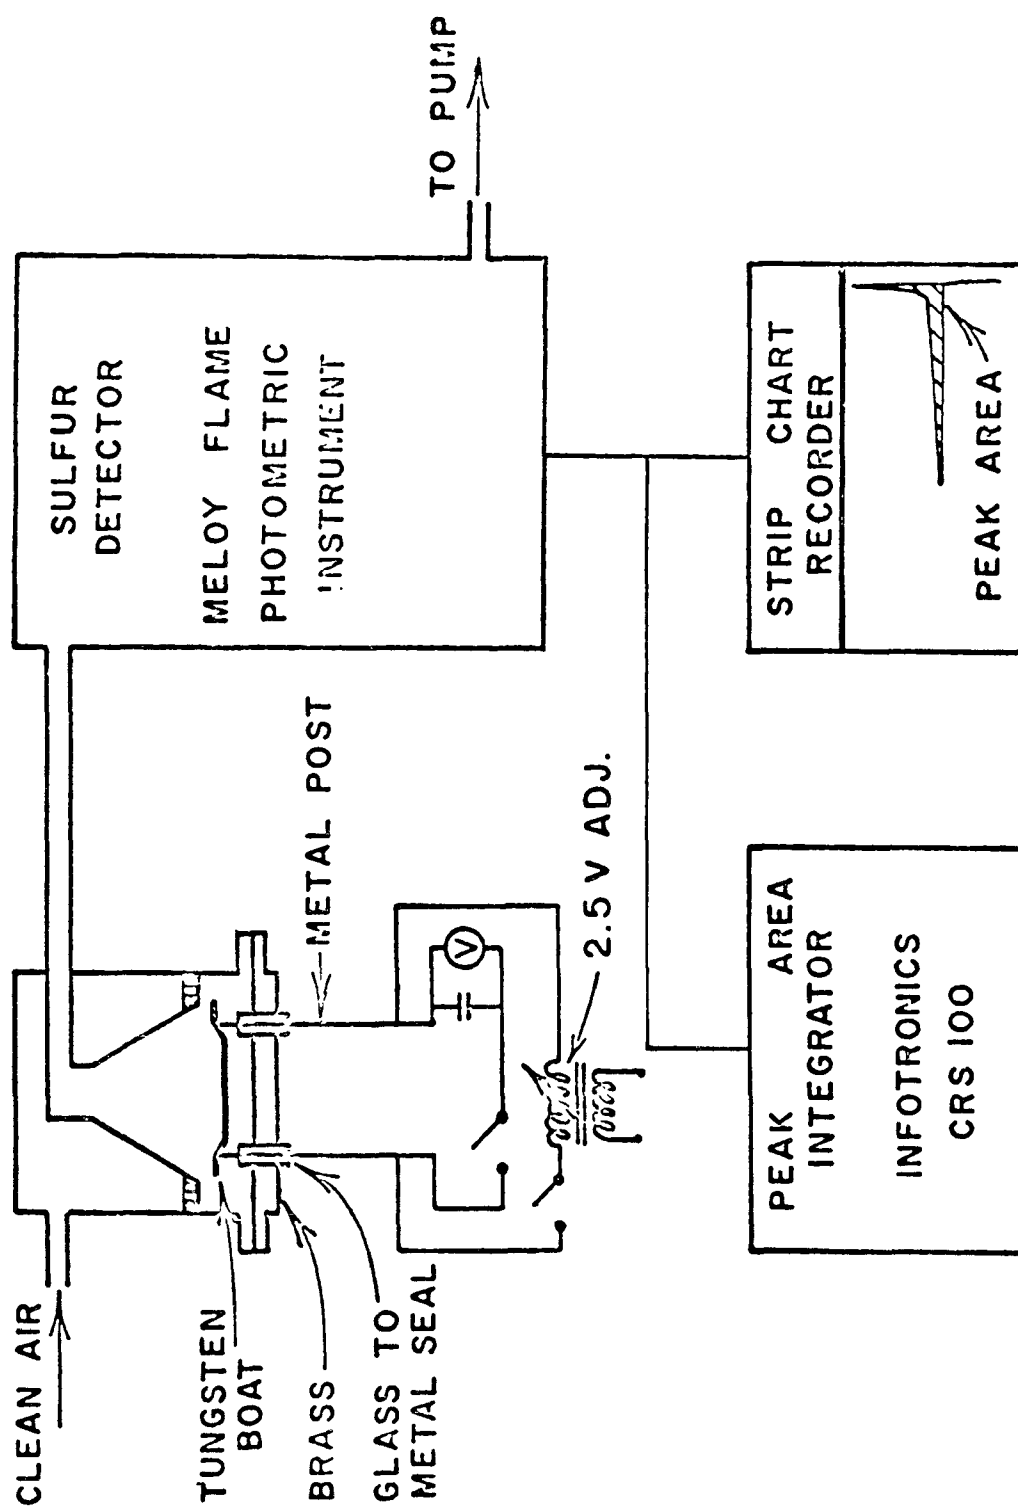 CLEAN AIR
TUNGSTEN
BOAT
BRASS
GLASS TO
METAL SEAL
METAL POST
V
2.5 V ADJ.
SULFUR
DETECTOR
MELOY FLAME
PHOTOMETRIC
INSTRUMENT
TO PUMP
PEAK AREA
INTEGRATOR
INFOTRONICS
CRS 100
STRIP CHART
RECORDER
PEAK AREA